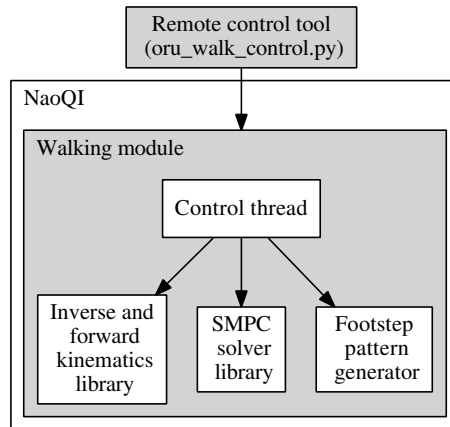 Remote control tool
(oru_walk_control.py)
NaoQI
Walking module
Control thread
Inverse and
forward
kinematics
library
SMPC
solver
library
Footstep
pattern
generator